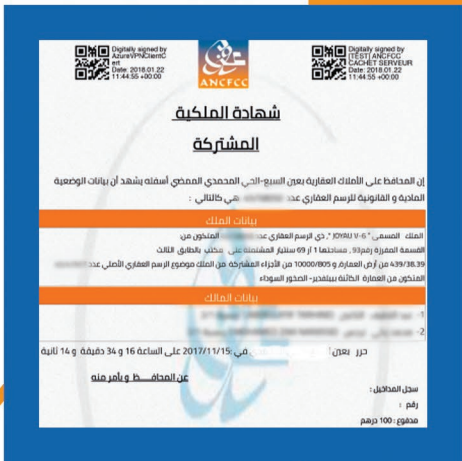 Digitally signed by
AzureVPNClientC
ert
Date: 2018.01.22
11:44:55 +00:00
ANCFCC
Digitally signed by
[TEST] ANCFCC
CACHET SERVEUR
Date: 2018.01.22
11:44:55 +00:00
شهادة الملكية
المشتركة
إن المحافظ على الأملاك العقارية بعين السبع-الحي المحمدي الممضي أسفله يشهد أن بيانات الوضعية
المادية و القانونية للرسم العقاري عدد هي كالتالي :
بيانات الملك
الملك المسمى " JOYAU V-6 "، ذي الرسم العقاري عدد المتكون من:
القسمة المفرزة رقم93 , مساحتها 1 آر 69 سنتيار المشتملة على مكتب بالطابق الثالث
439/38.39 من أرض العمارة, و 10000/805 من الأجزاء المشتركة من الملك موضوع الرسم العقاري الأصلي عدد
المتكون من العمارة الكائنة ببيلفدير- الصخور السوداء
بيانات المالك
1-
2-
حرر بعين في :2017/11/15 على الساعة 16 و 34 دقيقة و 14 ثانية
عن المحافظ و بأمر منه
سجل المداخيل :
رقم :
مدفوع : 100 درهم